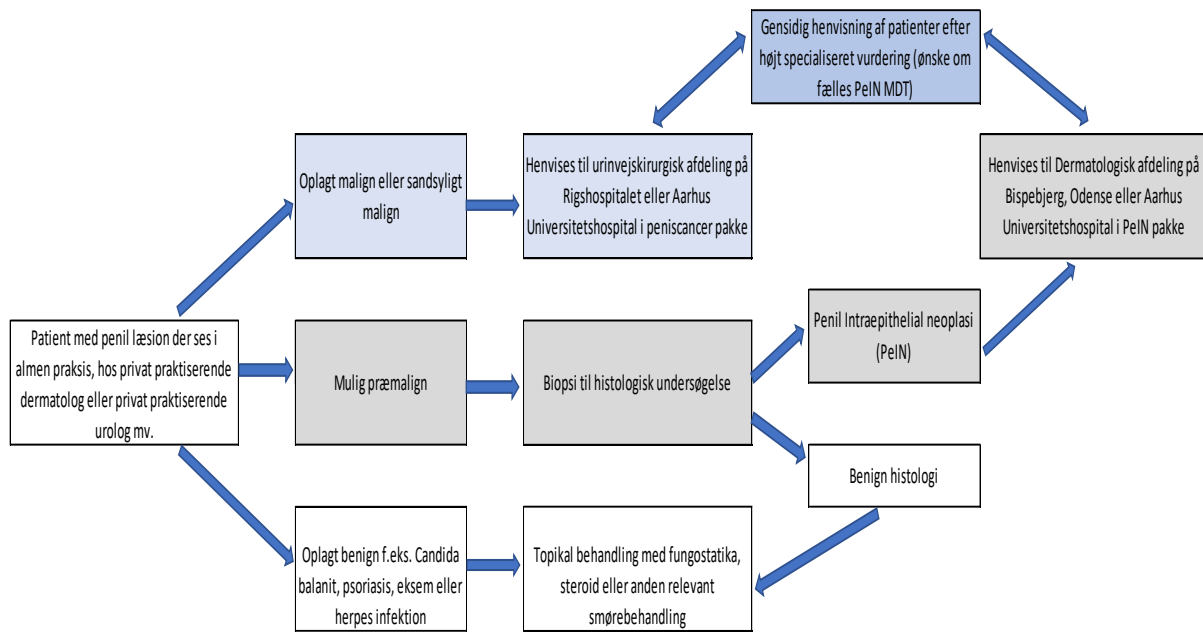 Gensidig henvisning af patienter efter
højt specialiseret vurdering (ønske om
fælles PeIN MDT)
Oplagt malign eller sandsyligt
malign
Henvises til urinvejskirurgisk afdeling på
Rigshospitalet eller Aarhus
Universitetshospital i peniscancer pakke
Henvises til Dermatologisk afdeling på
Bispebjerg, Odense eller Aarhus
Universitetshospital i PeIN pakke
Patient med penil læsion der ses i
almen praksis, hos privat praktiserende
dermatolog eller privat praktiserende
urolog mv.
Mulig præmalign
Biopsi til histologisk undersøgelse
Penil Intraepithelial neoplasi
(PeIN)
Benign histologi
Oplagt benign f.eks. Candida
balanit, psoriasis, eksem eller
herpes infektion
Topikal behandling med fungostatika,
steroid eller anden relevant
smørebehandling